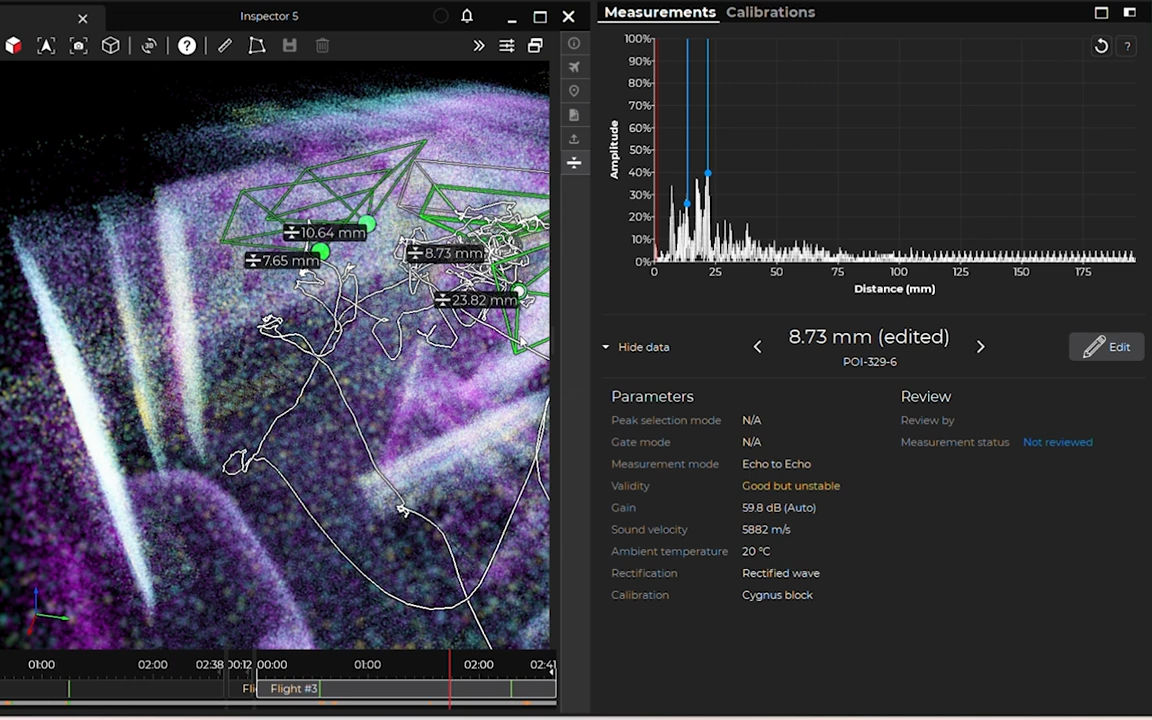 Inspector 5
Measurements Calibrations
3D
?
10.64 mm
7.65 mm
8.73 mm
23.82 mm
01:00 02:00 02:38 00:12 00:00 01:00 02:00 02:41
Fli Flight #3
?
Amplitude
100%
90%
80%
70%
60%
50%
40%
30%
20%
10%
0%
0 25 50 75 100 125 150 175
Distance (mm)
Hide data
8.73 mm (edited)
POI-329-6
Edit
Parameters
Peak selection mode N/A
Gate mode N/A
Measurement mode Echo to Echo
Validity Good but unstable
Gain 59.8 dB (Auto)
Sound velocity 5882 m/s
Ambient temperature 20 °C
Rectification Rectified wave
Calibration Cygnus block
Review
Review by
Measurement status Not reviewed